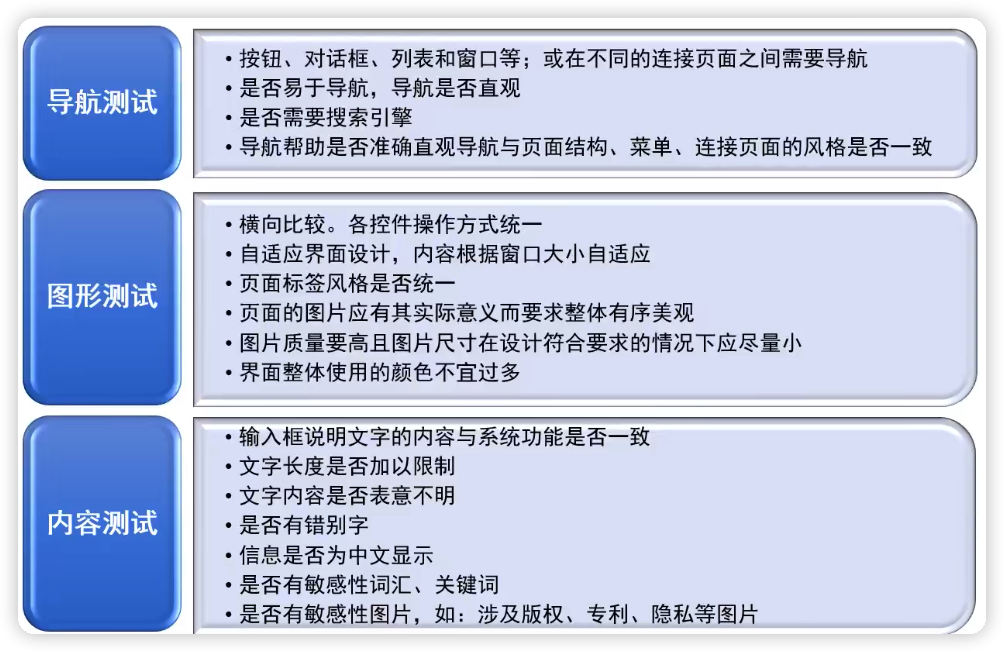 导航测试
• 按钮、对话框、列表和窗口等；或在不同的连接页面之间需要导航
• 是否易于导航，导航是否直观
• 是否需要搜索引擎
• 导航帮助是否准确直观导航与页面结构、菜单、连接页面的风格是否一致
图形测试
• 横向比较。各控件操作方式统一
• 自适应界面设计，内容根据窗口大小自适应
• 页面标签风格是否统一
• 页面的图片应有其实际意义而要求整体有序美观
• 图片质量要高且图片尺寸在设计符合要求的情况下应尽量小
• 界面整体使用的颜色不宜过多
内容测试
• 输入框说明文字的内容与系统功能是否一致
• 文字长度是否加以限制
• 文字内容是否表意不明
• 是否有错别字
• 信息是否为中文显示
• 是否有敏感性词汇、关键词
• 是否有敏感性图片，如：涉及版权、专利、隐私等图片